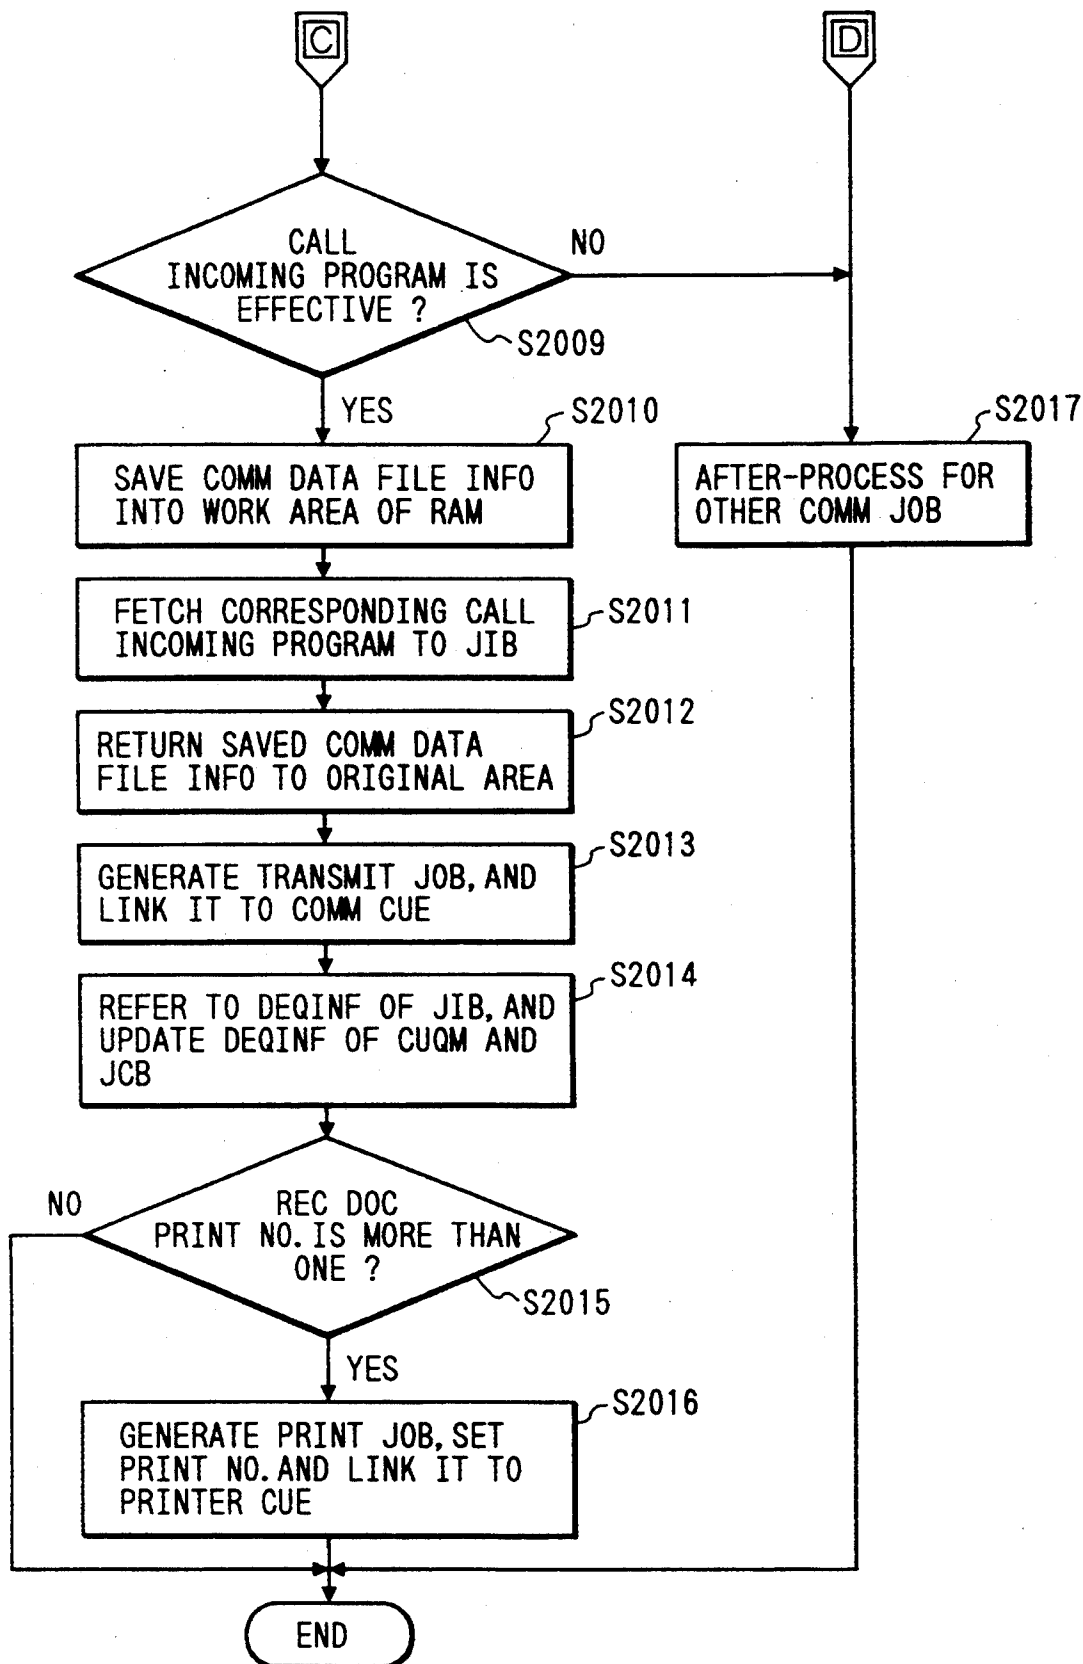 C
D
CALL
INCOMING PROGRAM IS
EFFECTIVE ?
NO
S2009
YES
S2010
SAVE COMM DATA FILE INFO
INTO WORK AREA OF RAM
S2017
AFTER-PROCESS FOR
OTHER COMM JOB
FETCH CORRESPONDING CALL
INCOMING PROGRAM TO JIB
S2011
S2012
RETURN SAVED COMM DATA
FILE INFO TO ORIGINAL AREA
S2013
GENERATE TRANSMIT JOB, AND
LINK IT TO COMM CUE
S2014
REFER TO DEQINF OF JIB, AND
UPDATE DEQINF OF CUQM AND
JCB
NO
REC DOC
PRINT NO. IS MORE THAN
ONE ?
S2015
YES
S2016
GENERATE PRINT JOB, SET
PRINT NO. AND LINK IT TO
PRINTER CUE
END